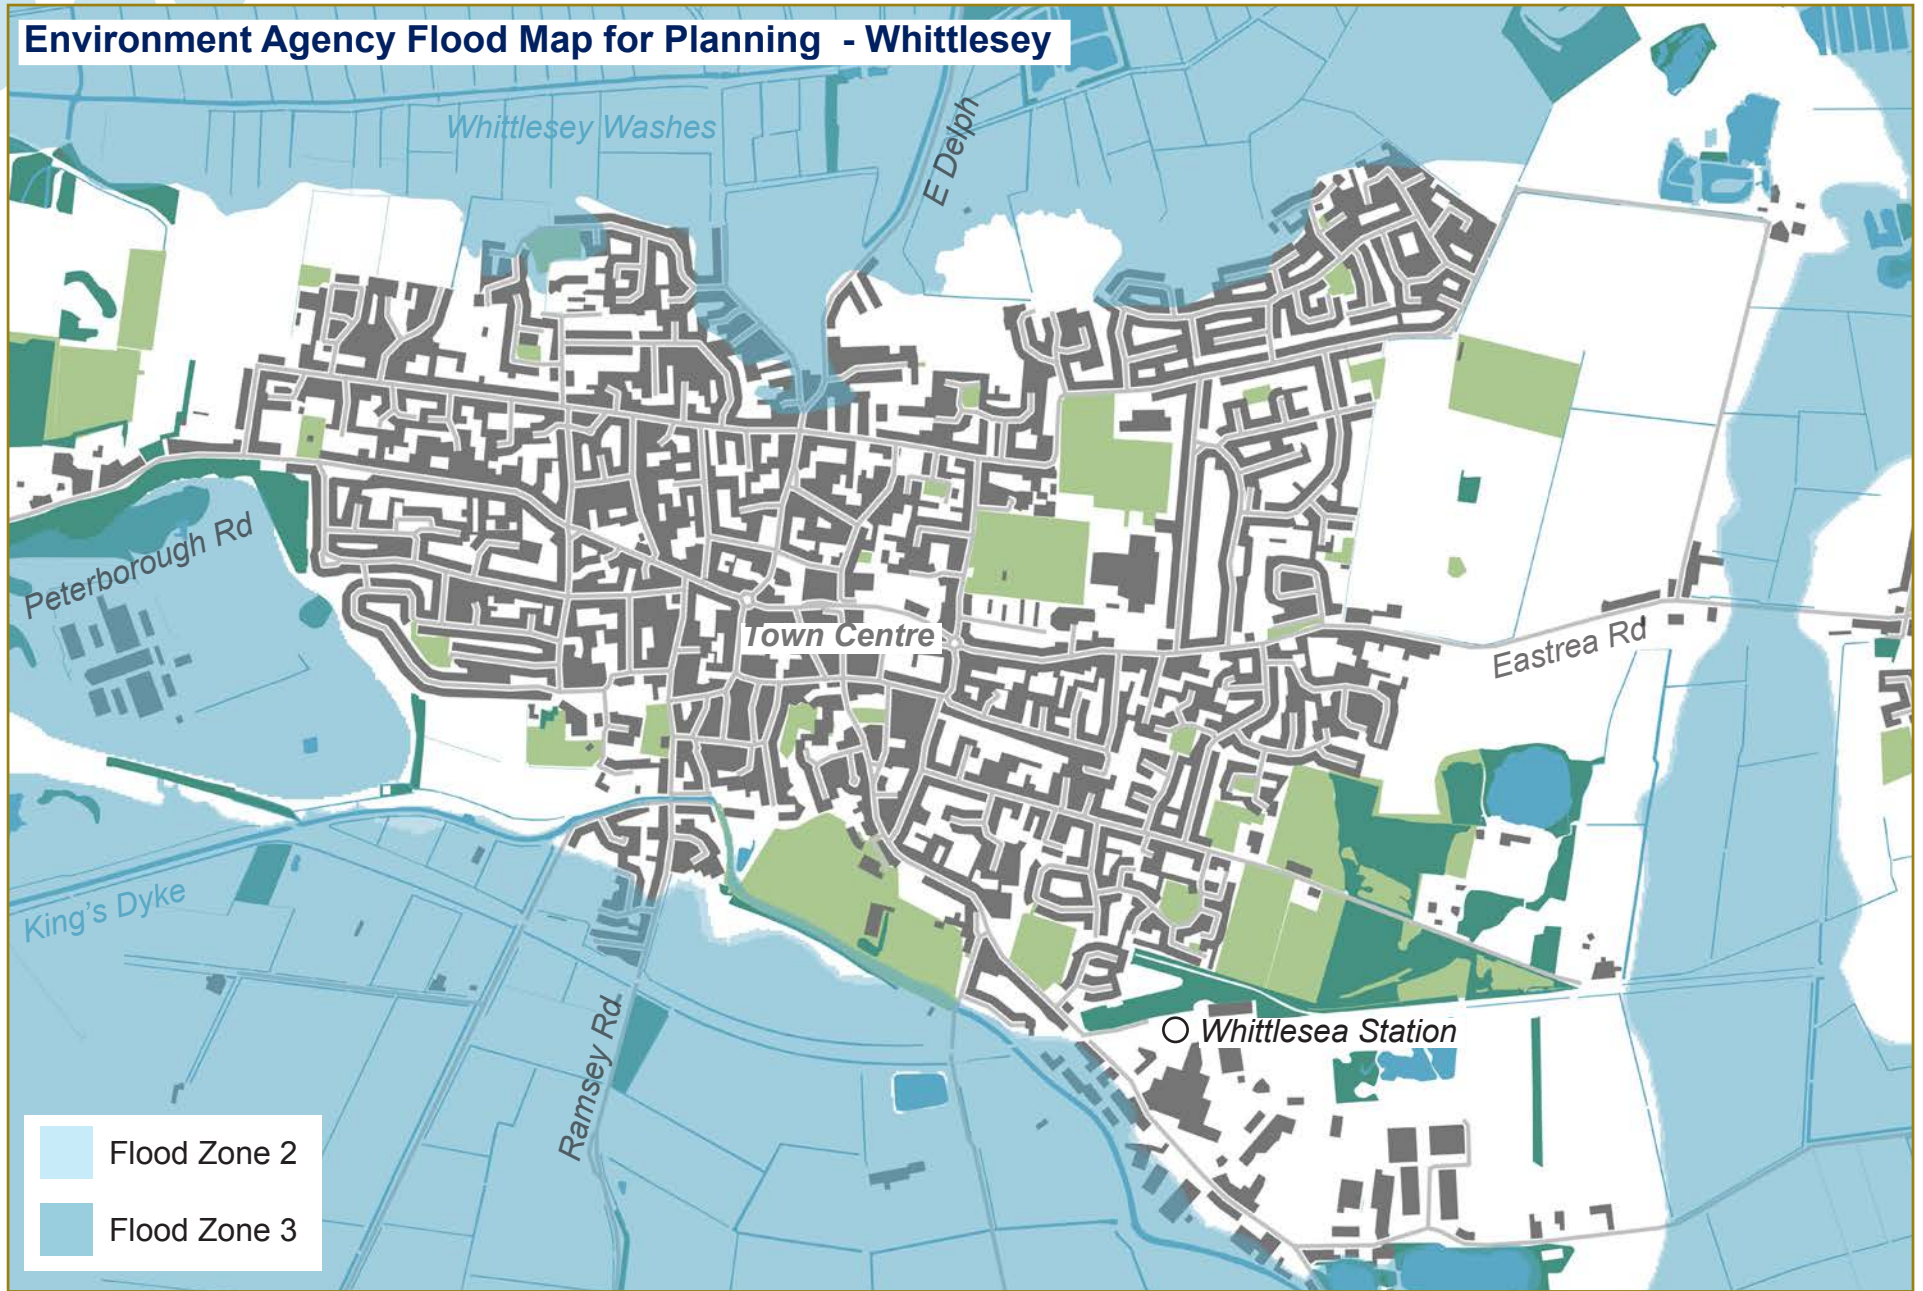 Environment Agency Flood Map for Planning - Whittlesey
Whittlesey Washes
E Delph
Peterborough Rd
Town Centre
Eastrea Rd
King's Dyke
Ramsey Rd
Whittlesea Station
Flood Zone 2
Flood Zone 3